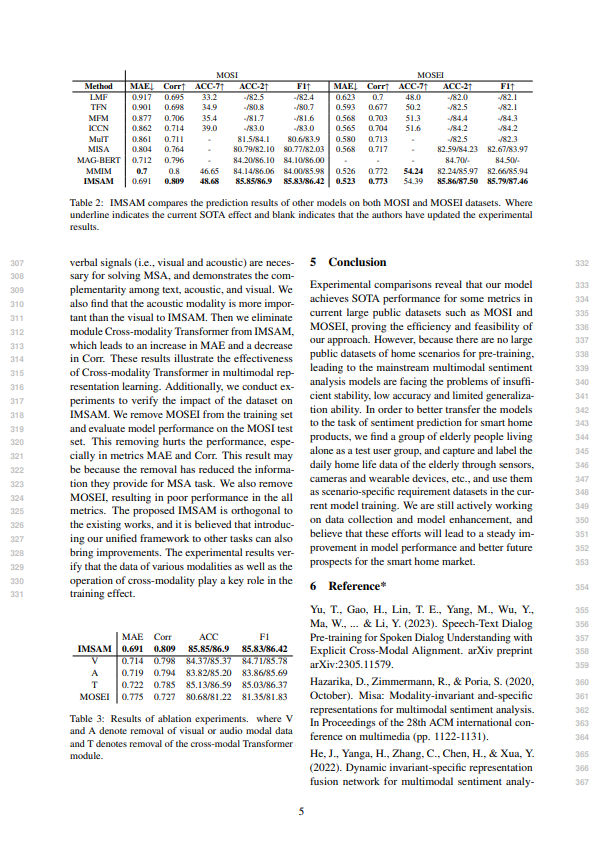 MOSI MOSEI
Method MAE↓ Corr↑ ACC-7↑ ACC-2↑ F1↑ MAE↓ Corr↑ ACC-7↑ ACC-2↑ F1↑
LMF 0.917 0.695 33.2 -/82.5 -/82.4 0.623 0.7 48.0 -/82.0 -/82.1
TFN 0.901 0.698 34.9 -/80.8 -/80.7 0.593 0.677 50.2 -/82.5 -/82.1
MFM 0.877 0.706 35.4 -/81.7 -/81.6 0.568 0.703 51.3 -/84.4 -/84.3
ICCN 0.862 0.714 39.0 -/83.0 -/83.0 0.565 0.704 51.6 -/84.2 -/84.2
MulT 0.861 0.711 - 81.5/84.1 80.6/83.9 0.580 0.713 - -/82.5 -/82.3
MISA 0.804 0.764 - 80.79/82.10 80.77/82.03 0.568 0.717 - 82.59/84.23 82.67/83.97
MAG-BERT 0.712 0.796 - 84.20/86.10 84.10/86.00 - - - 84.70/- 84.50/-
MMIM 0.7 0.8 46.65 84.14/86.06 84.00/85.98 0.526 0.772 54.24 82.24/85.97 82.66/85.94
IMSAM 0.691 0.809 48.68 85.85/86.9 85.83/86.42 0.523 0.773 54.39 85.86/87.50 85.79/87.46
Table 2: IMSAM compares the prediction results of other models on both MOSI and MOSEI datasets. Where
underline indicates the current SOTA effect and blank indicates that the authors have updated the experimental
results.
307 verbal signals (i.e., visual and acoustic) are neces-
308 sary for solving MSA, and demonstrates the com-
309 plementarity among text, acoustic, and visual. We
310 also find that the acoustic modality is more impor-
311 tant than the visual to IMSAM. Then we eliminate
312 module Cross-modality Transformer from IMSAM,
313 which leads to an increase in MAE and a decrease
314 in Corr. These results illustrate the effectiveness
315 of Cross-modality Transformer in multimodal rep-
316 resentation learning. Additionally, we conduct ex-
317 periments to verify the impact of the dataset on
318 IMSAM. We remove MOSEI from the training set
319 and evaluate model performance on the MOSI test
320 set. This removing hurts the performance, espe-
321 cially in metrics MAE and Corr. This result may
322 be because the removal has reduced the informa-
323 tion they provide for MSA task. We also remove
324 MOSEI, resulting in poor performance in the all
325 metrics. The proposed IMSAM is orthogonal to
326 the existing works, and it is believed that introduc-
327 ing our unified framework to other tasks can also
328 bring improvements. The experimental results ver-
329 ify that the data of various modalities as well as the
330 operation of cross-modality play a key role in the
331 training effect.
MAE Corr ACC F1
IMSAM 0.691 0.809 85.85/86.9 85.83/86.42
V 0.714 0.798 84.37/85.37 84.71/85.78
A 0.719 0.794 83.82/85.20 83.86/85.69
T 0.722 0.785 85.13/86.59 85.03/86.37
MOSEI 0.775 0.727 80.68/81.22 81.35/81.83
Table 3: Results of ablation experiments. where V
and A denote removal of visual or audio modal data
and T denotes removal of the cross-modal Transformer
module.
5 Conclusion 332
Experimental comparisons reveal that our model 333
achieves SOTA performance for some metrics in 334
current large public datasets such as MOSI and 335
MOSEI, proving the efficiency and feasibility of 336
our approach. However, because there are no large 337
public datasets of home scenarios for pre-training, 338
leading to the mainstream multimodal sentiment 339
analysis models are facing the problems of insuffi- 340
cient stability, low accuracy and limited generaliza- 341
tion ability. In order to better transfer the models 342
to the task of sentiment prediction for smart home 343
products, we find a group of elderly people living 344
alone as a test user group, and capture and label the 345
daily home life data of the elderly through sensors, 346
cameras and wearable devices, etc., and use them 347
as scenario-specific requirement datasets in the cur- 348
rent model training. We are still actively working 349
on data collection and model enhancement, and 350
believe that these efforts will lead to a steady im- 351
provement in model performance and better future 352
prospects for the smart home market. 353
6 Reference* 354
Yu, T., Gao, H., Lin, T. E., Yang, M., Wu, Y., 355
Ma, W., ... & Li, Y. (2023). Speech-Text Dialog 356
Pre-training for Spoken Dialog Understanding with 357
Explicit Cross-Modal Alignment. arXiv preprint 358
arXiv:2305.11579. 359
Hazarika, D., Zimmermann, R., & Poria, S. (2020, 360
October). Misa: Modality-invariant and-specific 361
representations for multimodal sentiment analysis. 362
In Proceedings of the 28th ACM international con- 363
ference on multimedia (pp. 1122-1131). 364
He, J., Yanga, H., Zhang, C., Chen, H., & Xua, Y. 365
(2022). Dynamic invariant-specific representation 366
fusion network for multimodal sentiment analy- 367
5